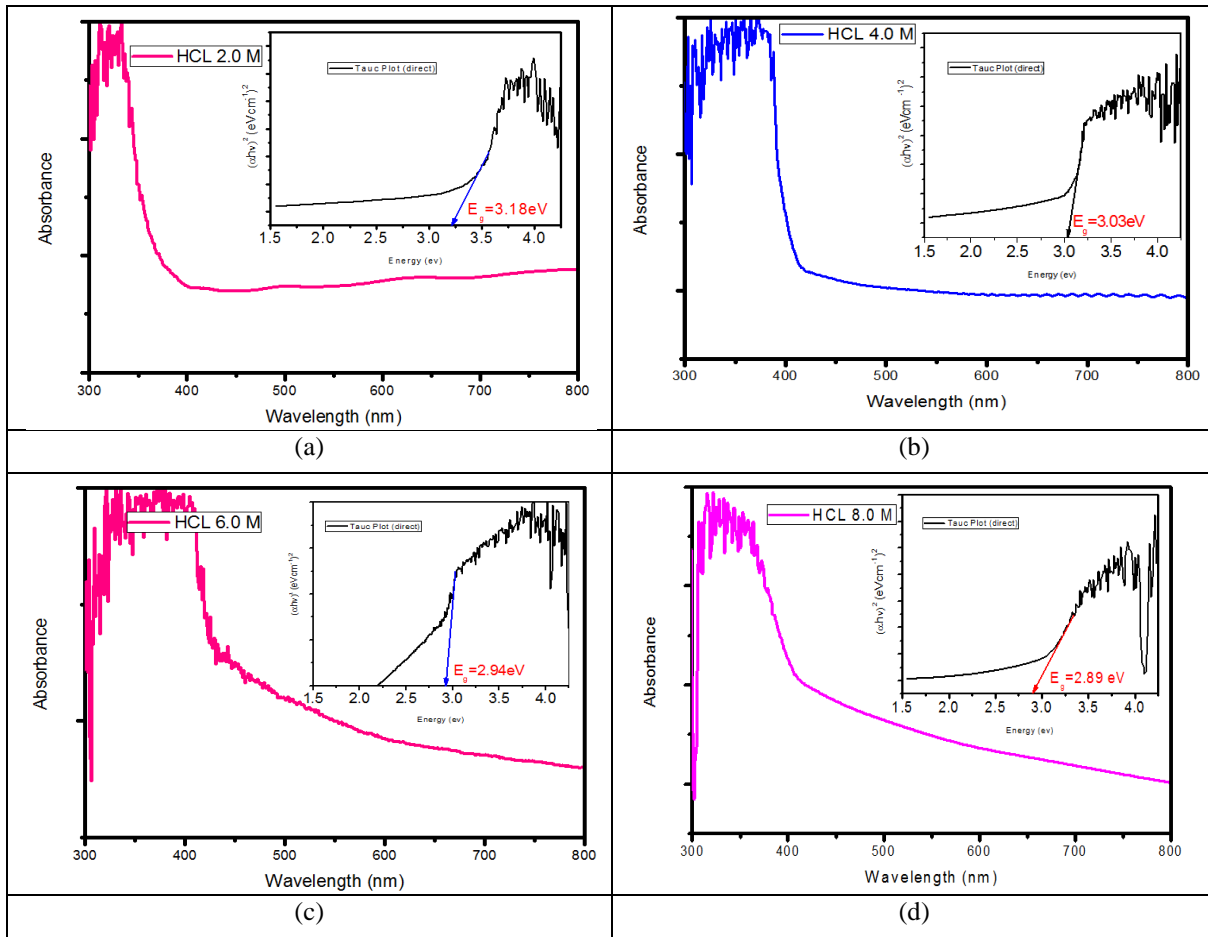 HCL 2.0 M
Tauc Plot (direct)
(αhν)² (eVcm⁻¹)²
E_g=3.18eV
1.5 2.0 2.5 3.0 3.5 4.0
Energy (ev)
Absorbance
300 400 500 600 700 800
Wavelength (nm)
(a)
HCL 4.0 M
Tauc Plot (direct)
(αhν)² (eVcm⁻¹)²
E_g=3.03eV
1.5 2.0 2.5 3.0 3.5 4.0
Energy (ev)
Absorbance
300 400 500 600 700 800
Wavelength (nm)
(b)
HCL 6.0 M
Tauc Plot (direct)
(αhν)² (eVcm⁻¹)²
E_g=2.94eV
1.5 2.0 2.5 3.0 3.5 4.0
Energy (ev)
Absorbance
300 400 500 600 700 800
Wavelength (nm)
(c)
HCL 8.0 M
Tauc Plot (direct)
(αhν)² (eVcm⁻¹)²
E_g=2.89 eV
1.5 2.0 2.5 3.0 3.5 4.0
Energy (ev)
Absorbance
300 400 500 600 700 800
Wavelength (nm)
(d)